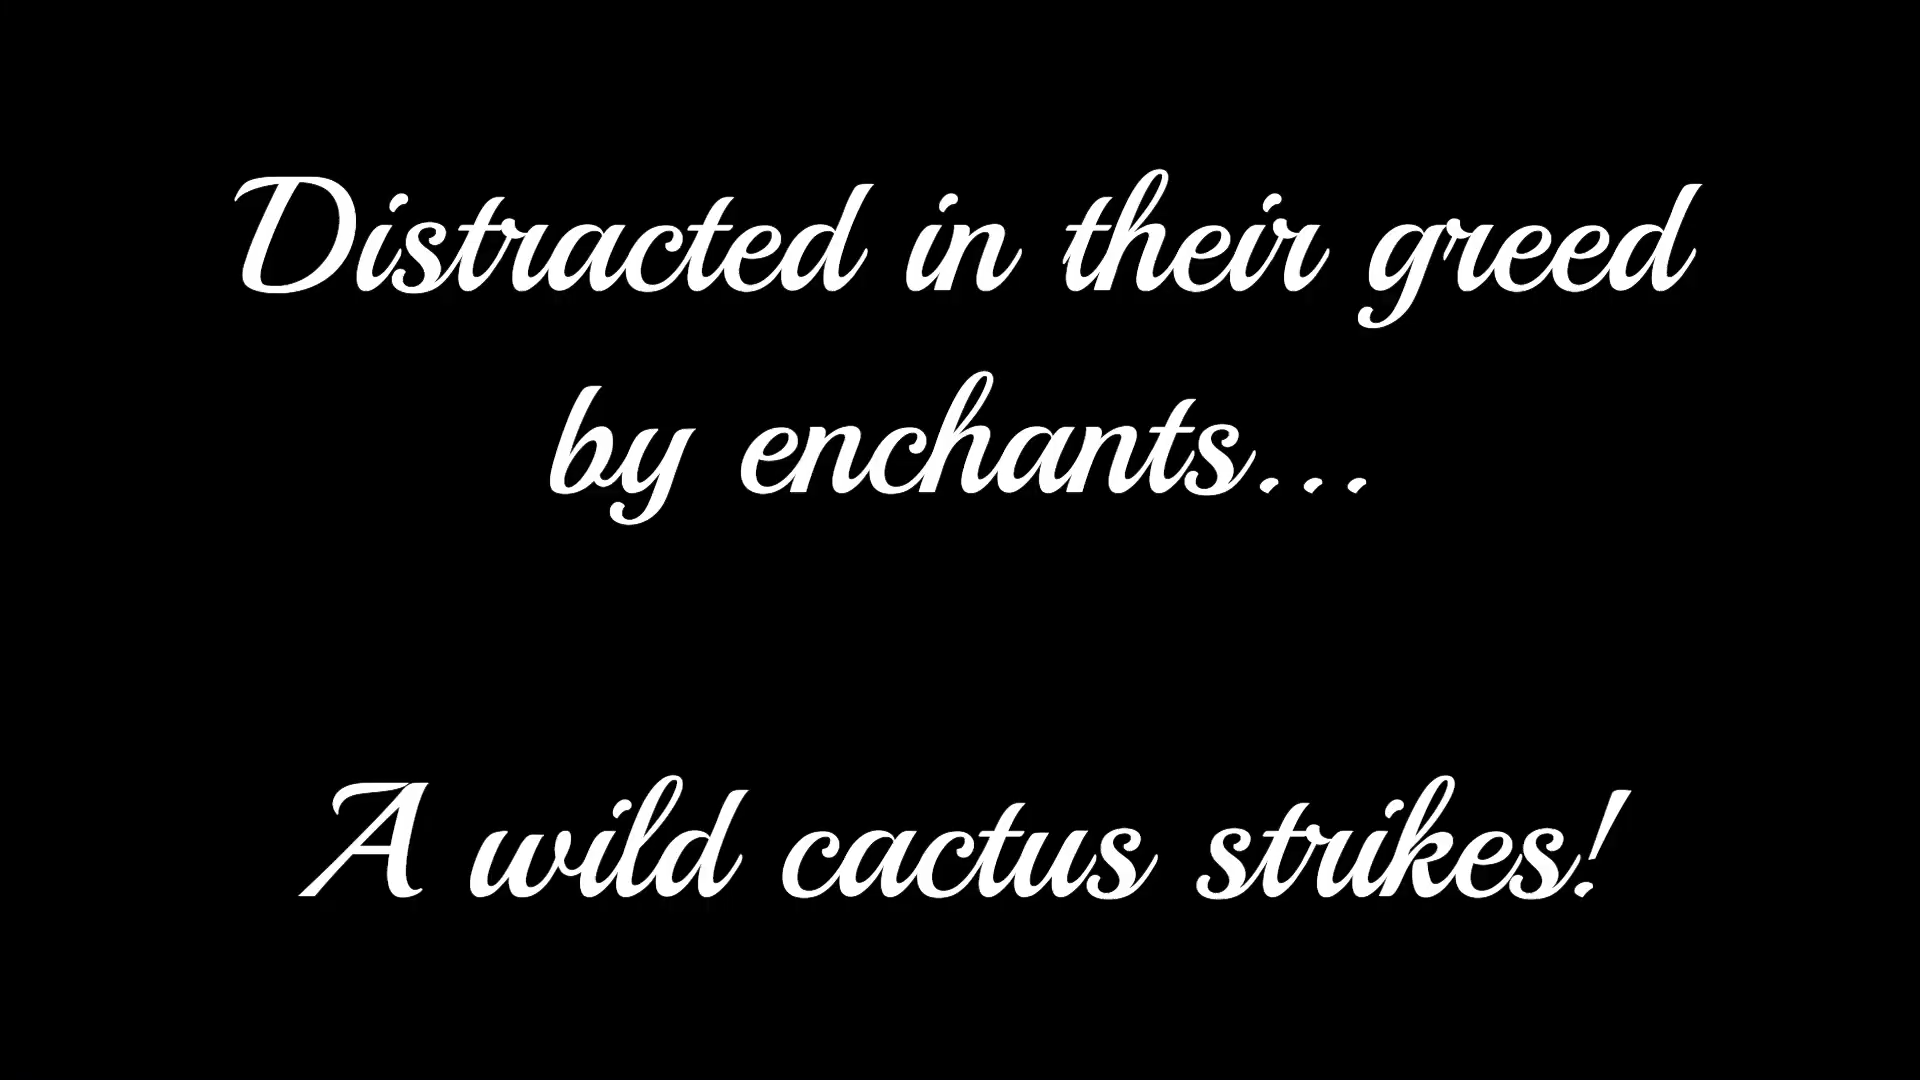 Distracted in their greed
by enchants...
A wild cactus strikes!